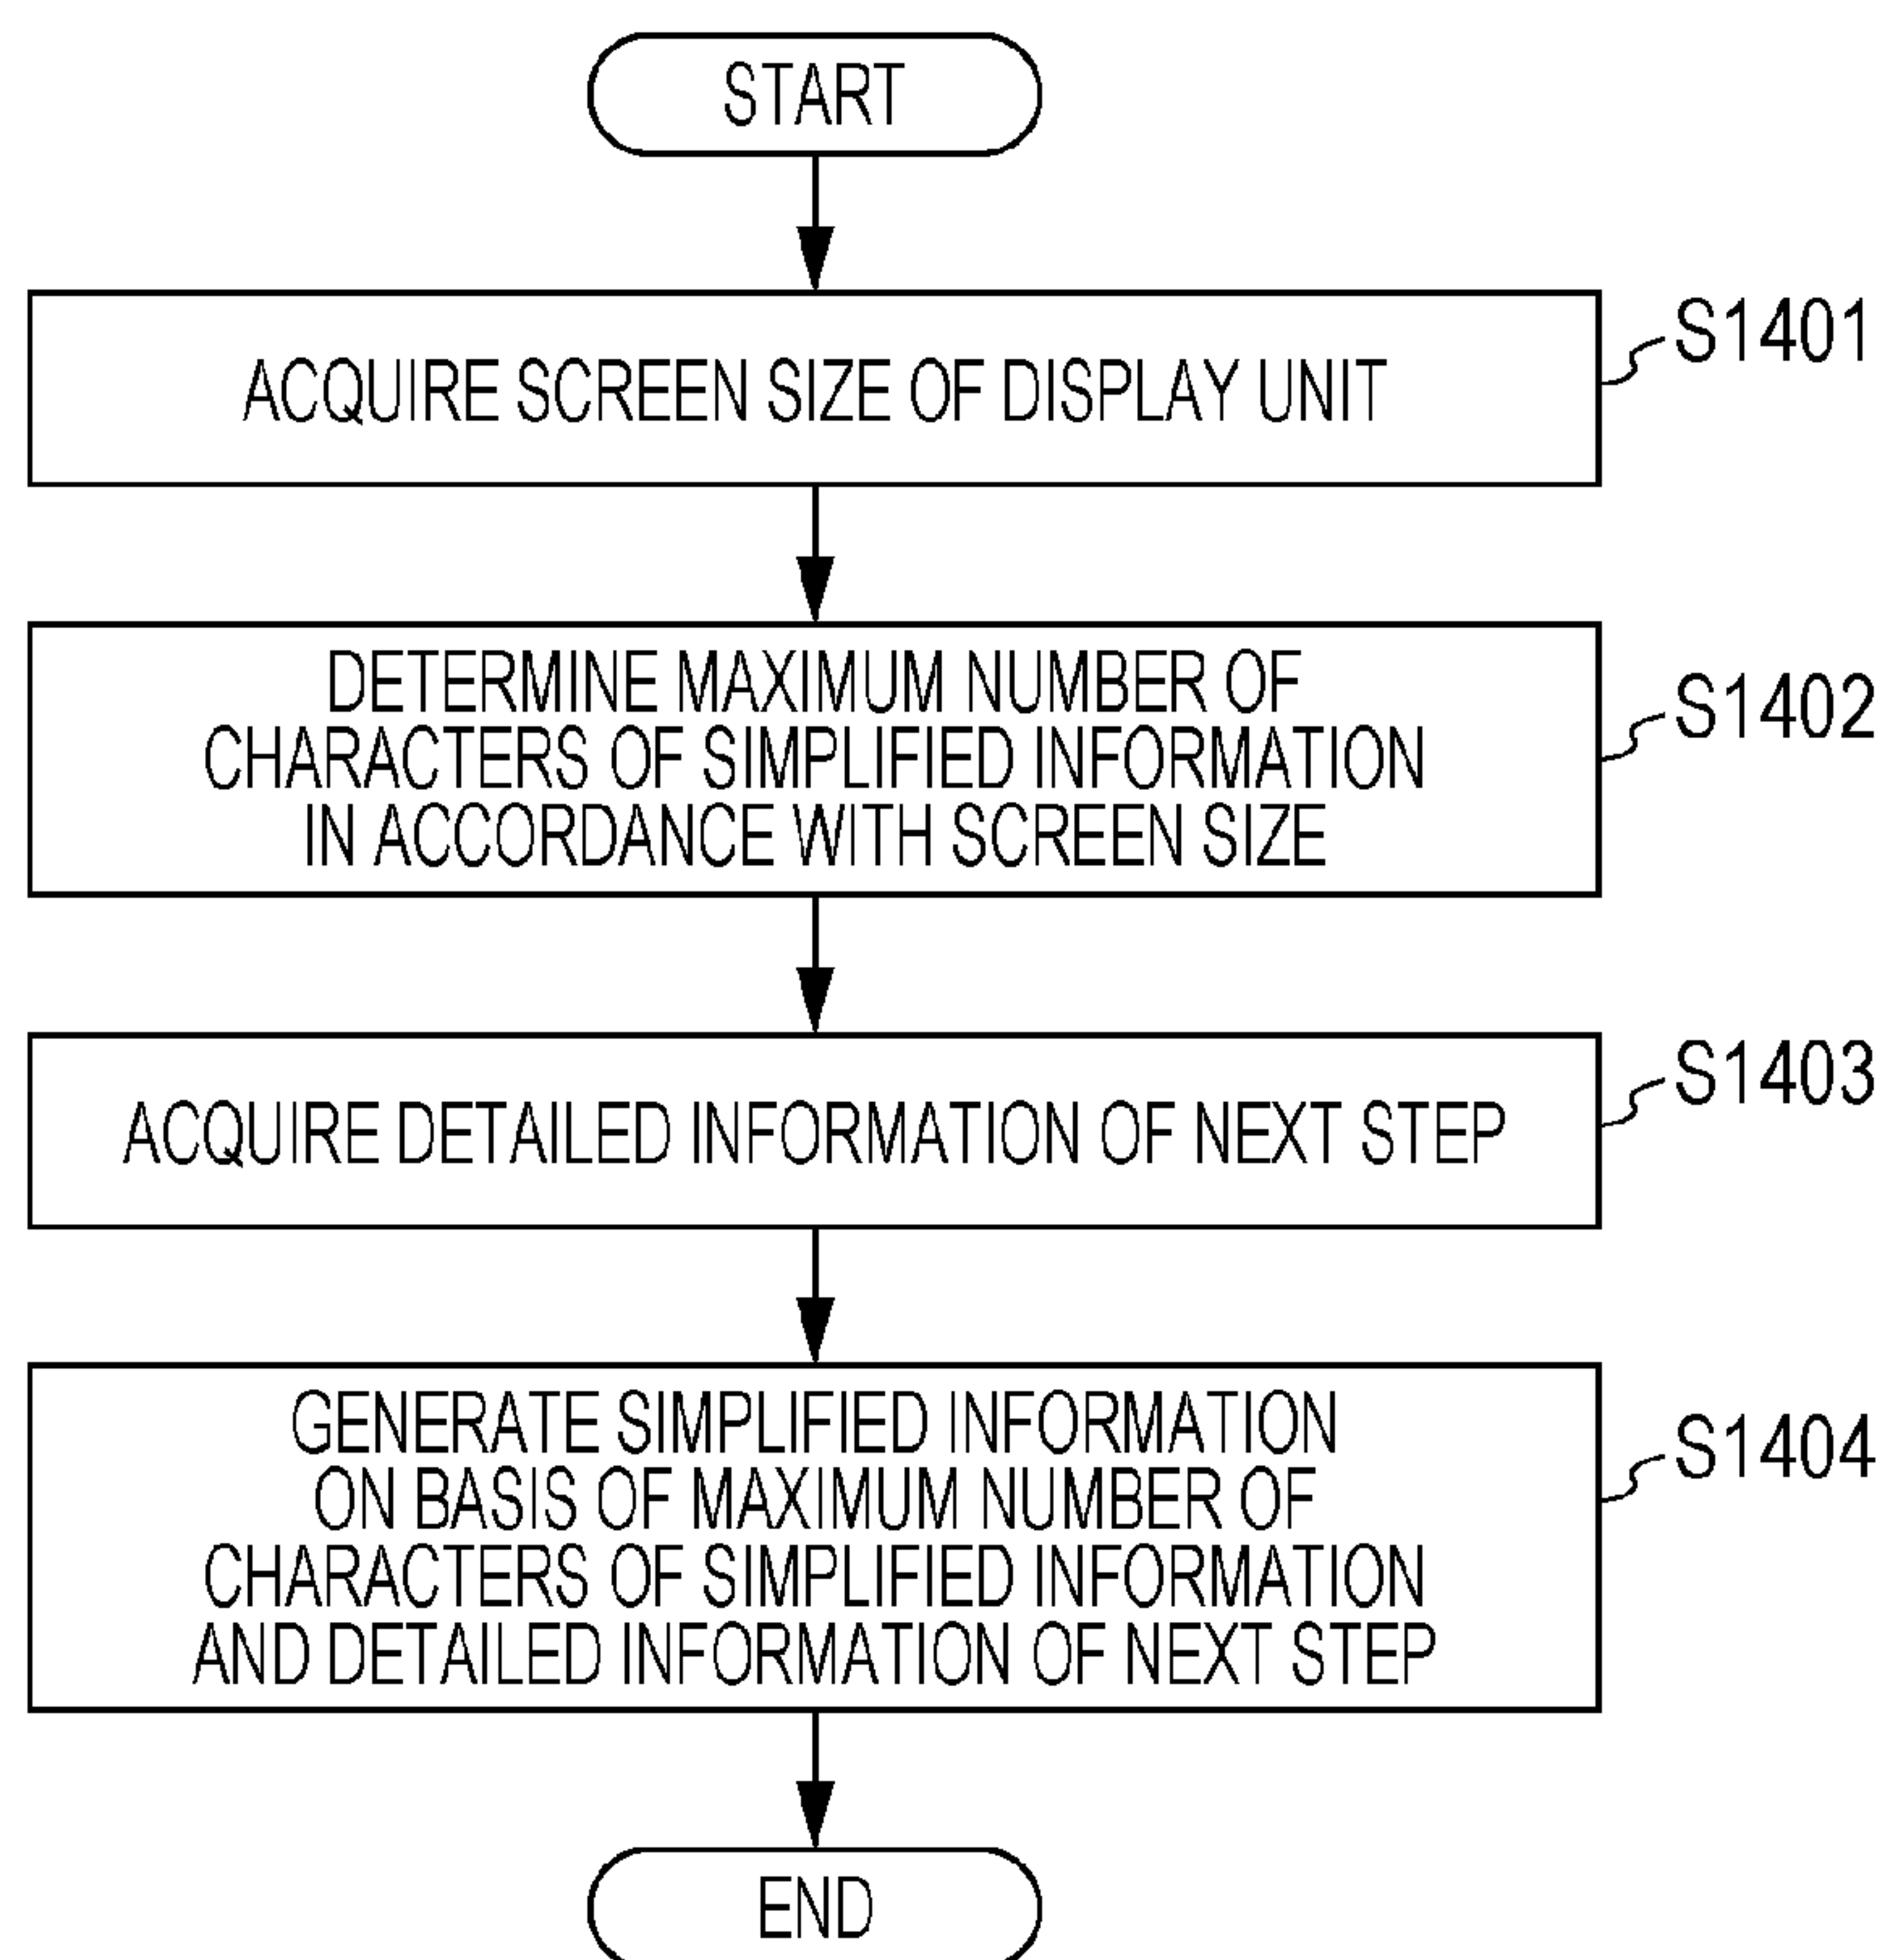 START
ACQUIRE SCREEN SIZE OF DISPLAY UNIT
S1401
DETERMINE MAXIMUM NUMBER OF
CHARACTERS OF SIMPLIFIED INFORMATION
IN ACCORDANCE WITH SCREEN SIZE
S1402
ACQUIRE DETAILED INFORMATION OF NEXT STEP
S1403
GENERATE SIMPLIFIED INFORMATION
ON BASIS OF MAXIMUM NUMBER OF
CHARACTERS OF SIMPLIFIED INFORMATION
AND DETAILED INFORMATION OF NEXT STEP
S1404
END